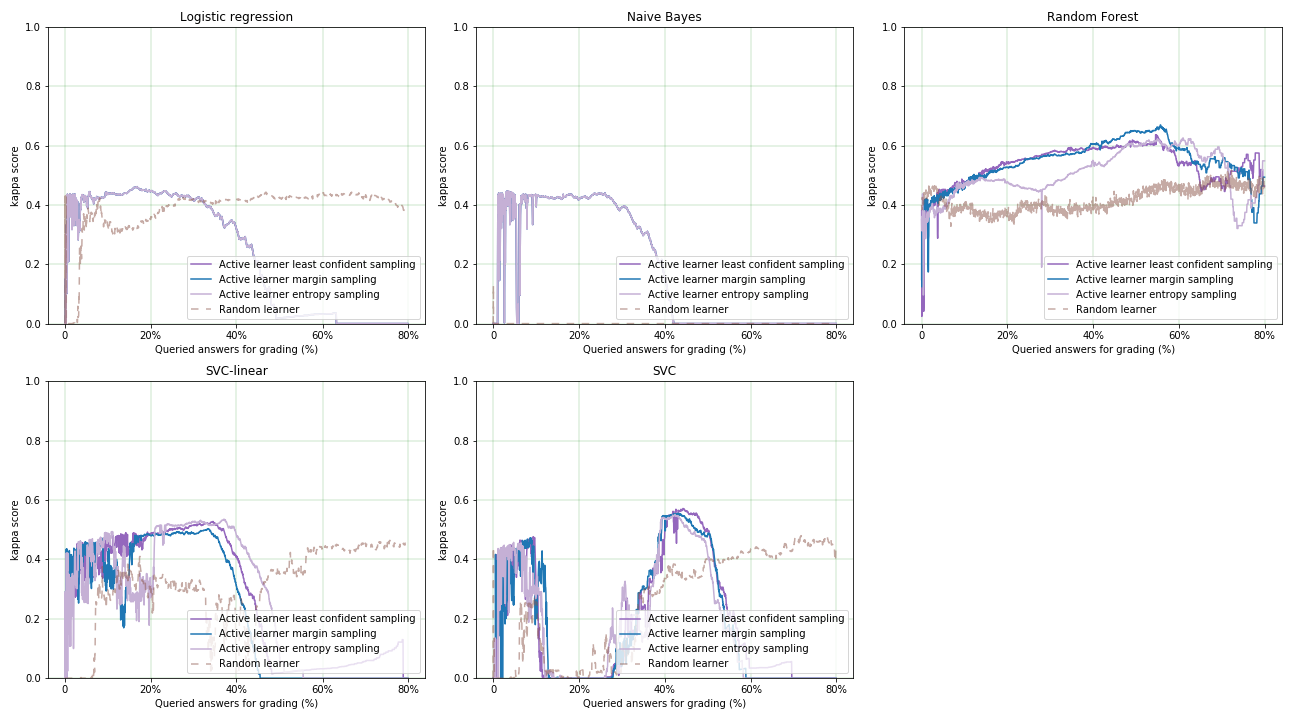 Logistic regression
1.0
0.8
0.6
0.4
0.2
0.0
kappa score
Active learner least confident sampling
Active learner margin sampling
Active learner entropy sampling
Random learner
0 20% 40% 60% 80%
Queried answers for grading (%)
Naive Bayes
1.0
0.8
0.6
0.4
0.2
0.0
kappa score
Active learner least confident sampling
Active learner margin sampling
Active learner entropy sampling
Random learner
0 20% 40% 60% 80%
Queried answers for grading (%)
Random Forest
1.0
0.8
0.6
0.4
0.2
0.0
kappa score
Active learner least confident sampling
Active learner margin sampling
Active learner entropy sampling
Random learner
0 20% 40% 60% 80%
Queried answers for grading (%)
SVC-linear
1.0
0.8
0.6
0.4
0.2
0.0
kappa score
Active learner least confident sampling
Active learner margin sampling
Active learner entropy sampling
Random learner
0 20% 40% 60% 80%
Queried answers for grading (%)
SVC
1.0
0.8
0.6
0.4
0.2
0.0
kappa score
Active learner least confident sampling
Active learner margin sampling
Active learner entropy sampling
Random learner
0 20% 40% 60% 80%
Queried answers for grading (%)